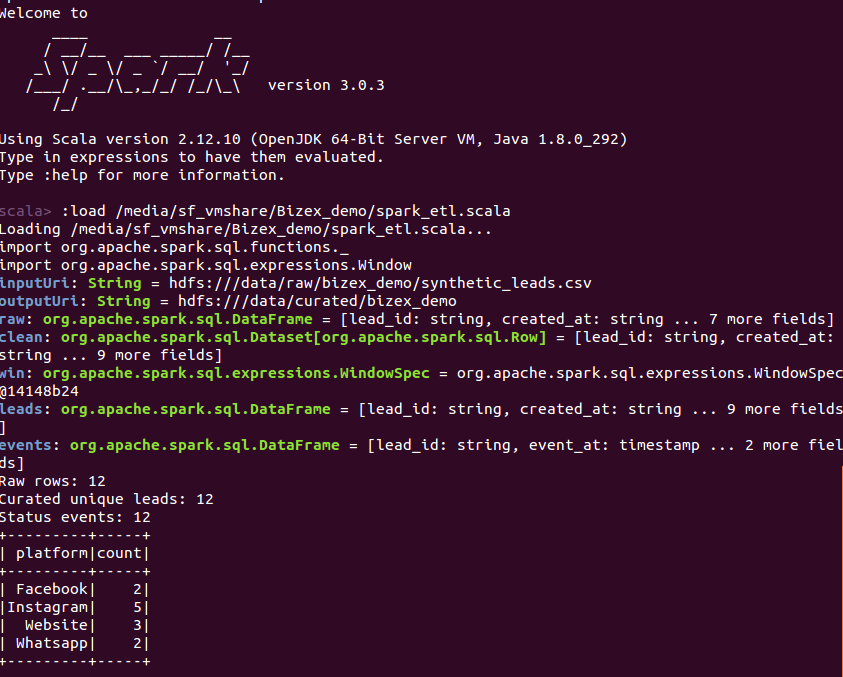 Welcome to
      ____              __
     / __/__  ___ _____/ /__
    _\ \/ _ \/ _ `/ __/  '_/
   /___/ .__/\_,_/_/ /_/\_\   version 3.0.3
      /_/
Using Scala version 2.12.10 (OpenJDK 64-Bit Server VM, Java 1.8.0_292)
Type in expressions to have them evaluated.
Type :help for more information.
scala> :load /media/sf_vmshare/Bizex_demo/spark_etl.scala
Loading /media/sf_vmshare/Bizex_demo/spark_etl.scala...
import org.apache.spark.sql.functions._
import org.apache.spark.sql.expressions.Window
inputUri: String = hdfs:///data/raw/bizex_demo/synthetic_leads.csv
outputUri: String = hdfs:///data/curated/bizex_demo
raw: org.apache.spark.sql.DataFrame = [lead_id: string, created_at: string ... 7 more fields]
clean: org.apache.spark.sql.Dataset[org.apache.spark.sql.Row] = [lead_id: string, created_at:
string ... 9 more fields]
win: org.apache.spark.sql.expressions.WindowSpec = org.apache.spark.sql.expressions.WindowSpec
@14148b24
leads: org.apache.spark.sql.DataFrame = [lead_id: string, created_at: string ... 9 more fields
]
events: org.apache.spark.sql.DataFrame = [lead_id: string, event_at: timestamp ... 2 more fiel
ds]
Raw rows: 12
Curated unique leads: 12
Status events: 12
+---------+-----+
| platform|count|
+---------+-----+
| Facebook|    2|
|Instagram|    5|
|  Website|    3|
| Whatsapp|    2|
+---------+-----+